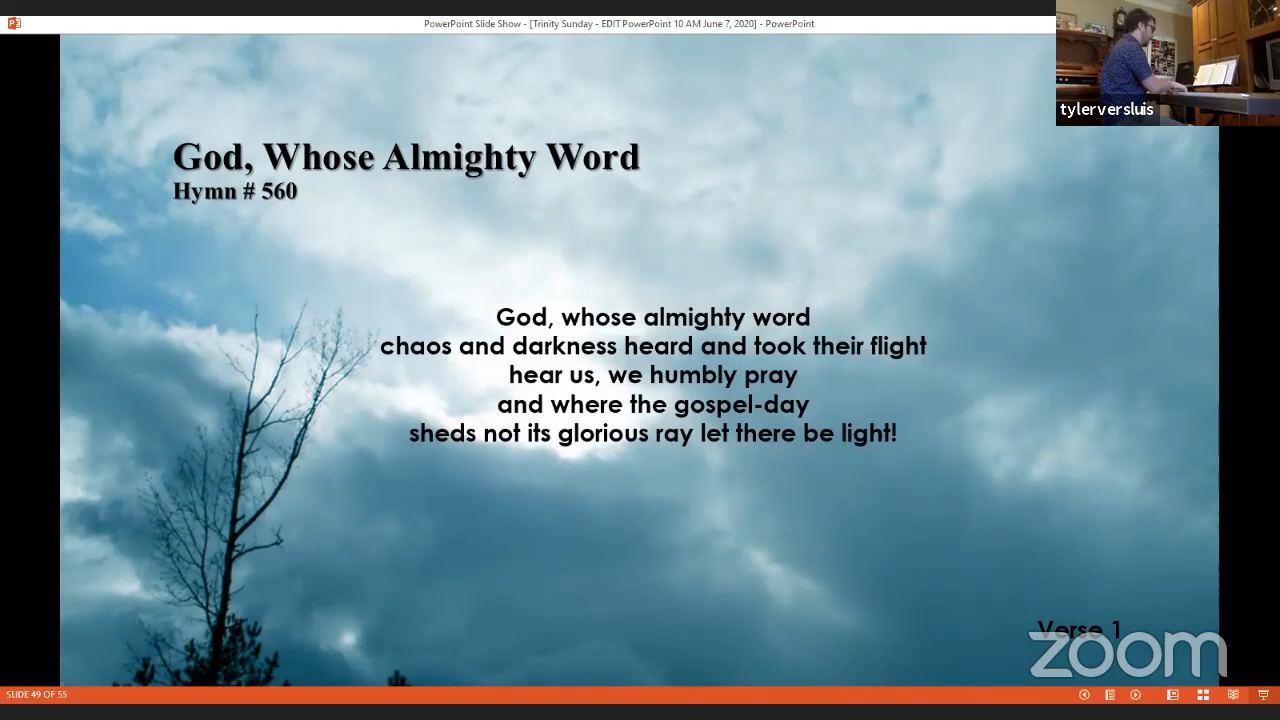 PowerPoint Slide Show - [Trinity Sunday - EDIT PowerPoint 10 AM June 7, 2020] - PowerPoint
tylerversluis
God, Whose Almighty Word
Hymn # 560
God, whose almighty word
chaos and darkness heard and took their flight
hear us, we humbly pray
and where the gospel-day
sheds not its glorious ray let there be light!
Verse 1
zoom
SLIDE 49 OF 55